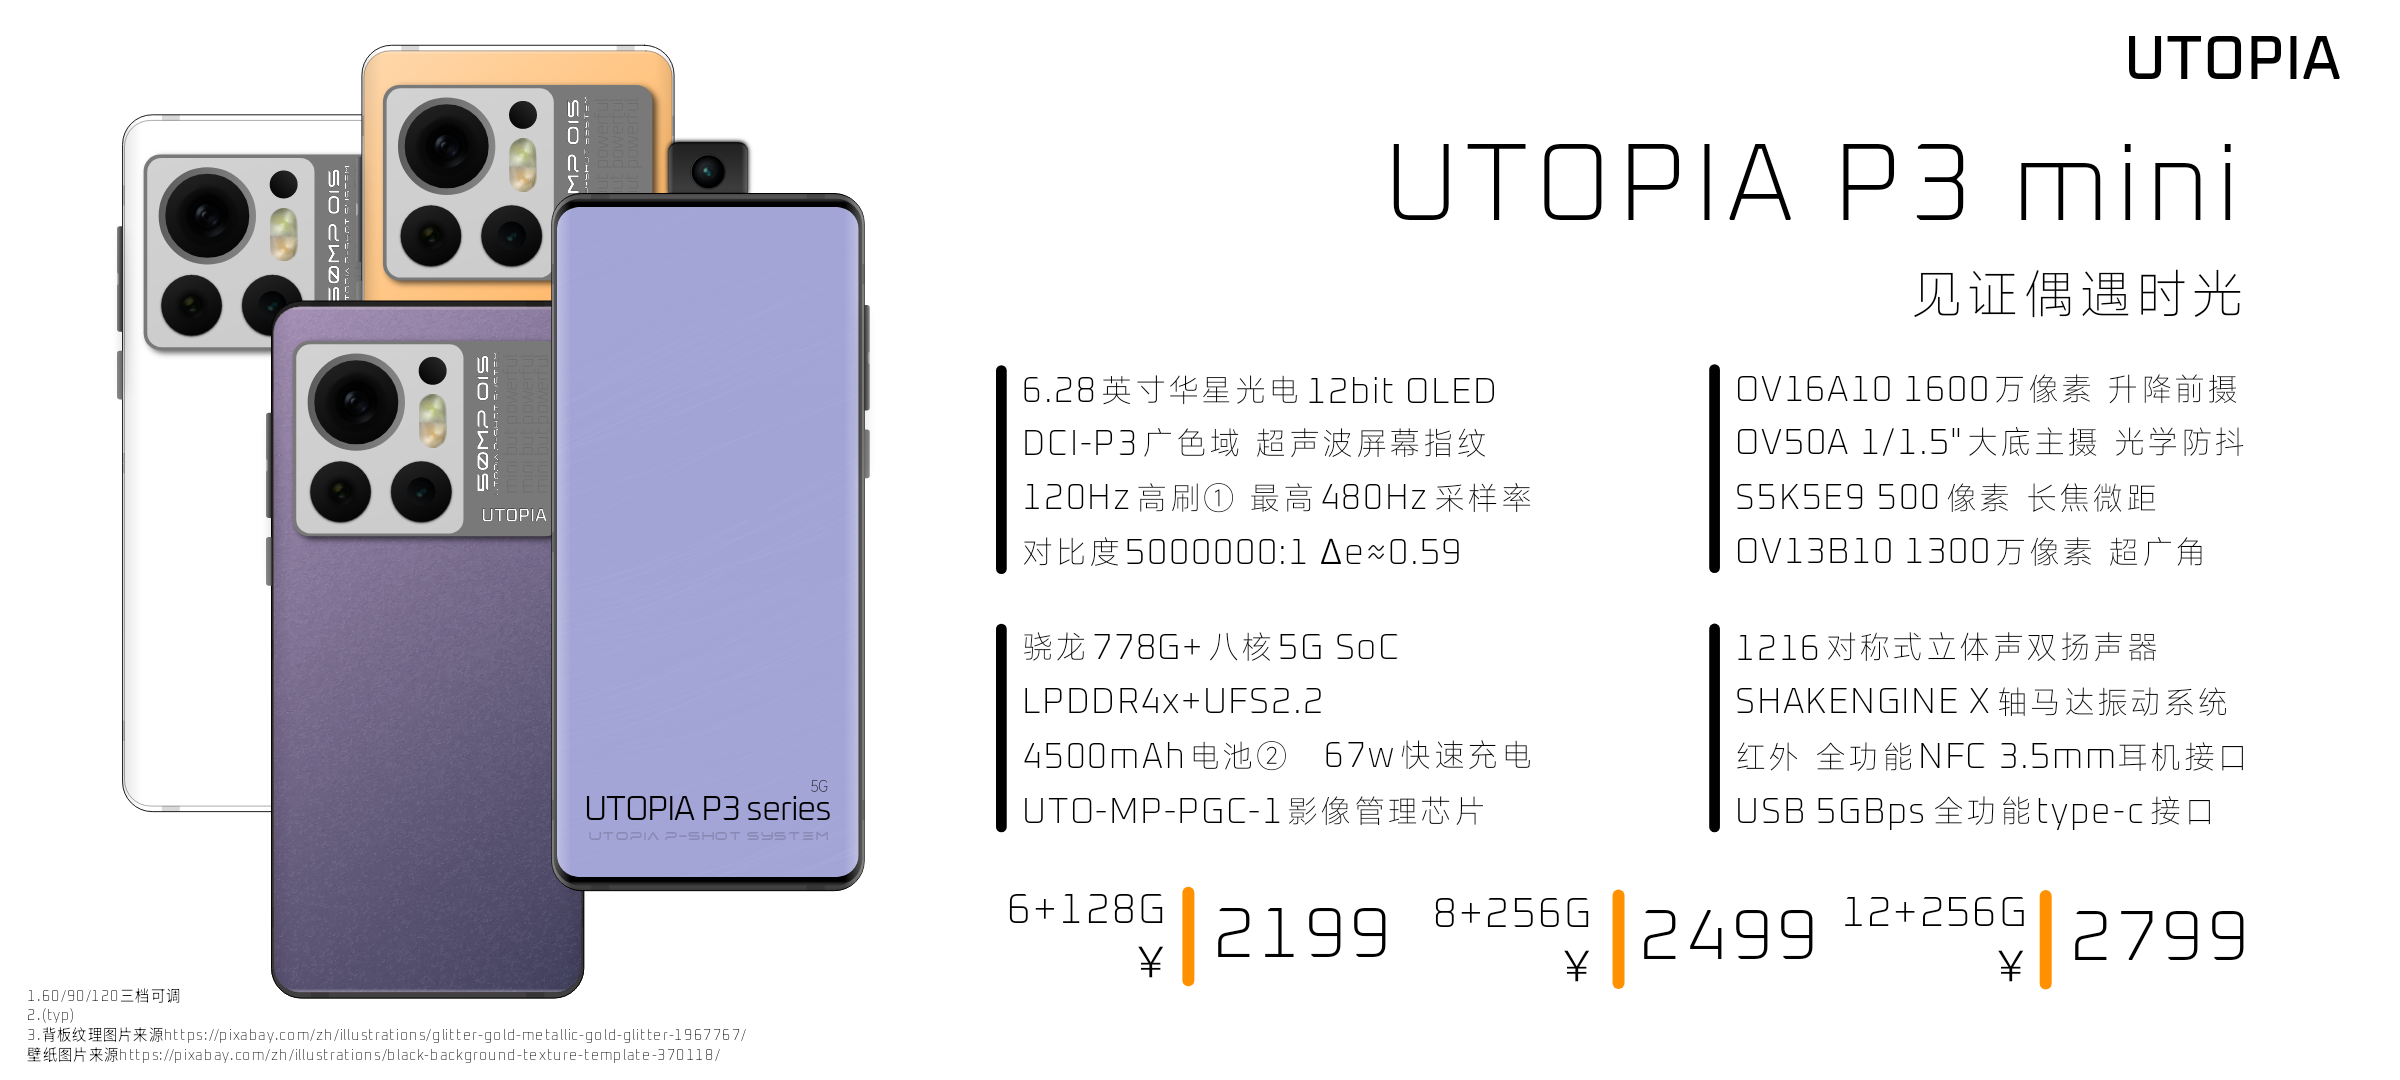 UTOPIA
UTOPIA P3 mini
见证偶遇时光
6.28英寸华星光电12bit OLED
DCI-P3广色域 超声波屏幕指纹
120Hz高刷① 最高480Hz采样率
对比度5000000:1 Δe≈0.59
OV16A10 1600万像素 升降前摄
OV50A 1/1.5"大底主摄 光学防抖
S5K5E9 500像素 长焦微距
OV13B10 1300万像素 超广角
骁龙778G+八核5G SoC
LPDDR4x+UFS2.2
4500mAh电池② 67w快速充电
UTO-MP-PGC-1影像管理芯片
1216对称式立体声双扬声器
SHAKENGINE X轴马达振动系统
红外 全功能NFC 3.5mm耳机接口
USB 5GBps全功能type-c接口
6+128G
¥
2199
8+256G
¥
2499
12+256G
¥
2799
50MP OIS
50MP OIS
50MP OIS
UTOPIA
5G
UTOPIA P3 series
UTOPIA P-SHOT SYSTEM
1.60/90/120三档可调
2.(typ)
3.背板纹理图片来源https://pixabay.com/zh/illustrations/glitter-gold-metallic-gold-glitter-1967767/
壁纸图片来源https://pixabay.com/zh/illustrations/black-background-texture-template-370118/